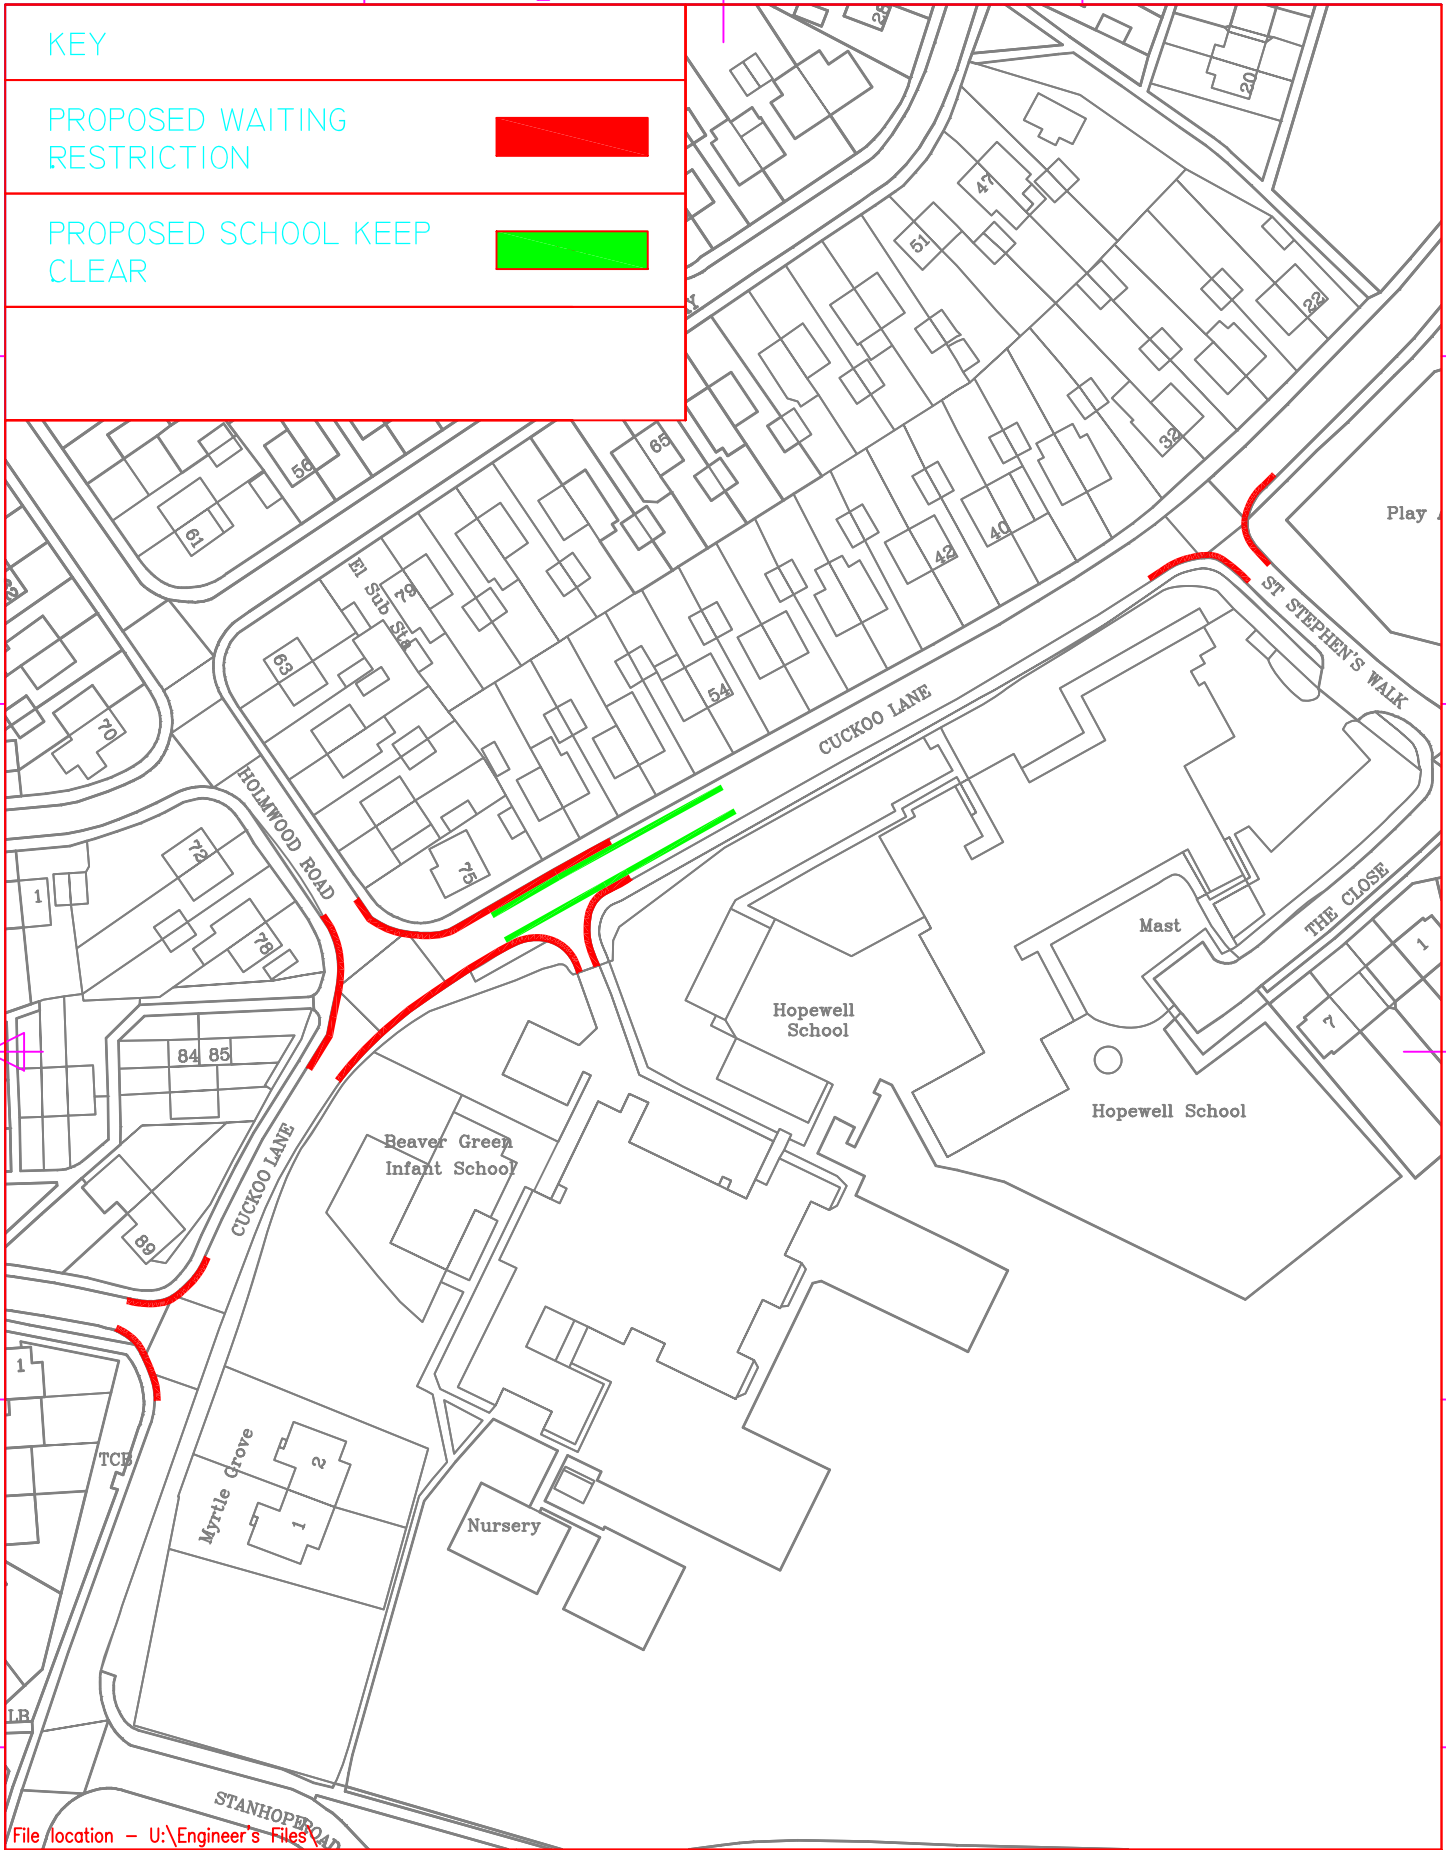 KEY
PROPOSED WAITING
RESTRICTION
PROPOSED SCHOOL KEEP
CLEAR
20
47
51
22
65
56
61
32
Play
40
42
El Sub Sta
79
63
54
70
ST STEPHEN'S WALK
CUCKOO LANE
HOLMWOOD ROAD
72
75
1
78
THE CLOSE
Mast
1
7
Hopewell
School
84 85
Hopewell School
Beaver Green
Infant School
CUCKOO LANE
89
1
TCB
Myrtle Grove
2
1
Nursery
LB
STANHOPE ROAD
File location - U:\Engineer's Files\